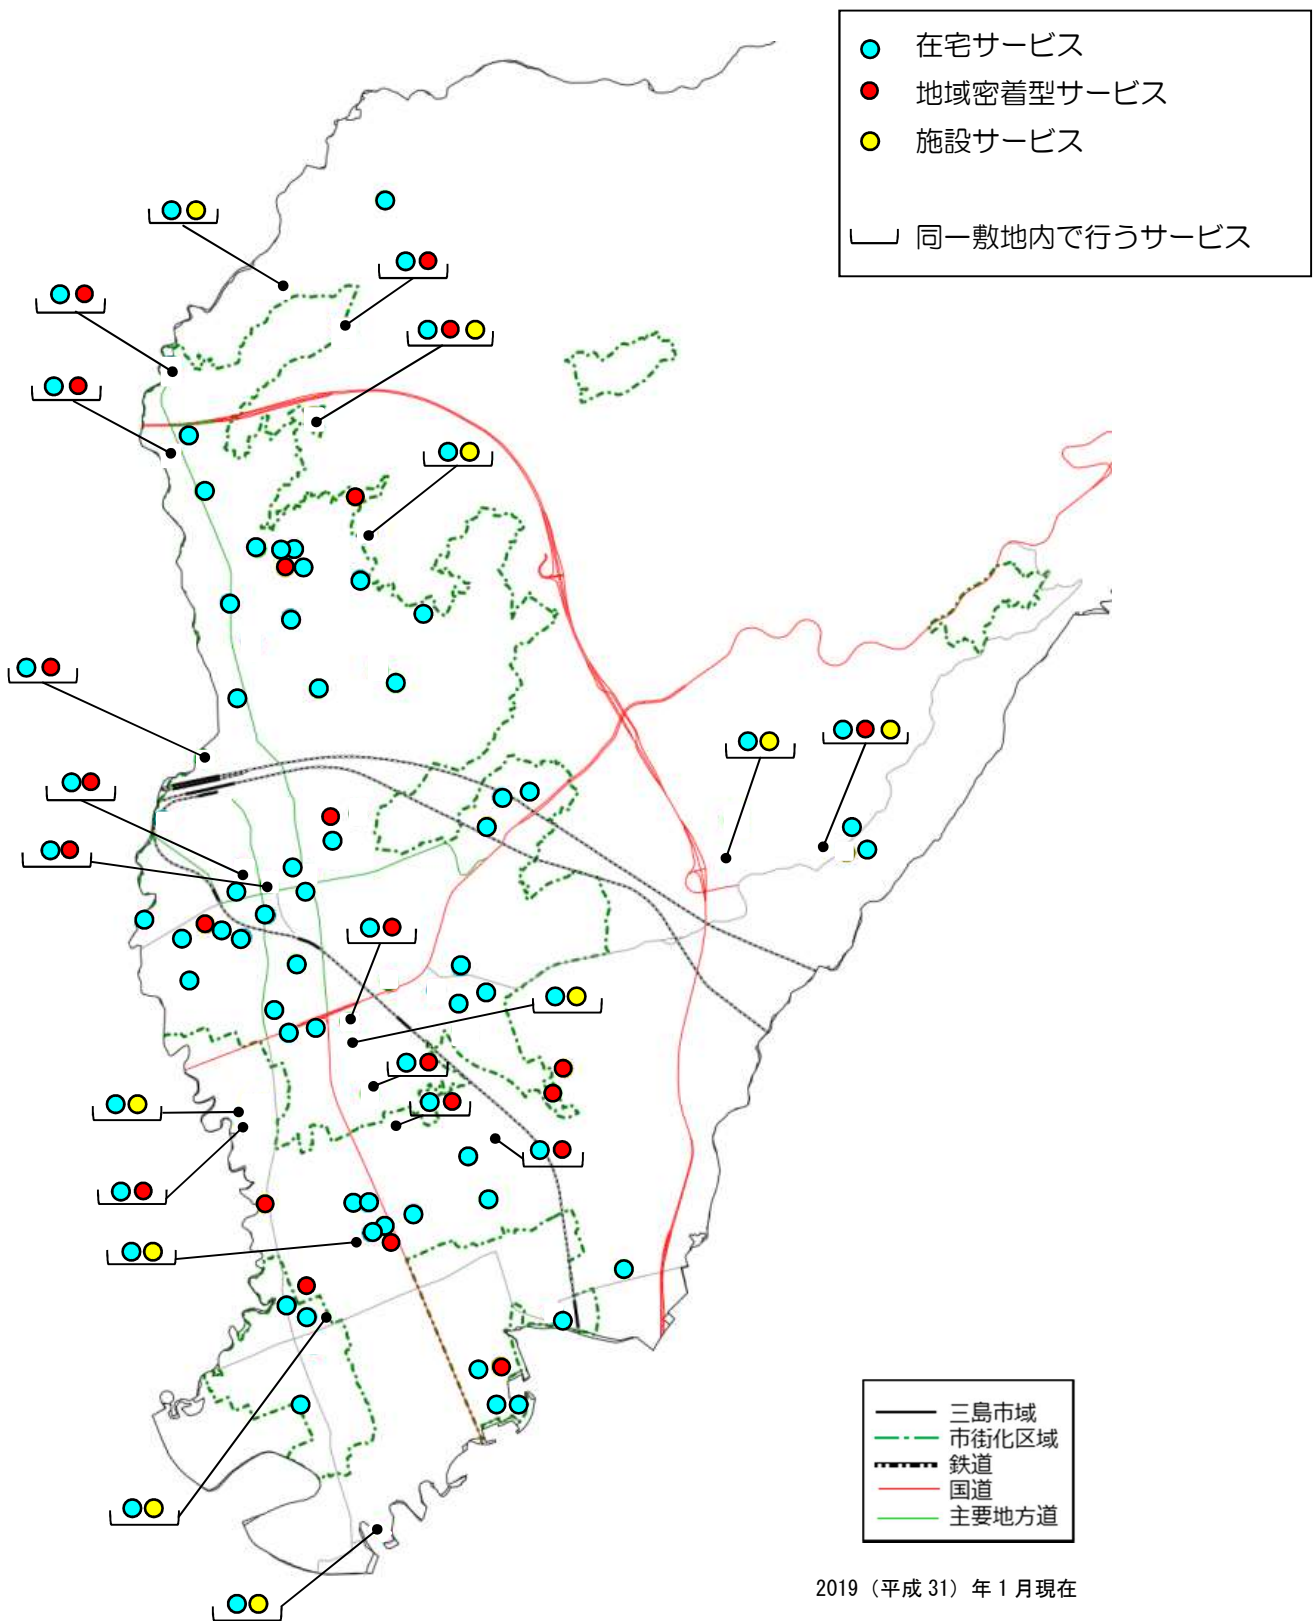 在宅サービス
地域密着型サービス
施設サービス
同一敷地内で行うサービス
三島市域
市街化区域
鉄道
国道
主要地方道
2019（平成 31）年 1 月現在